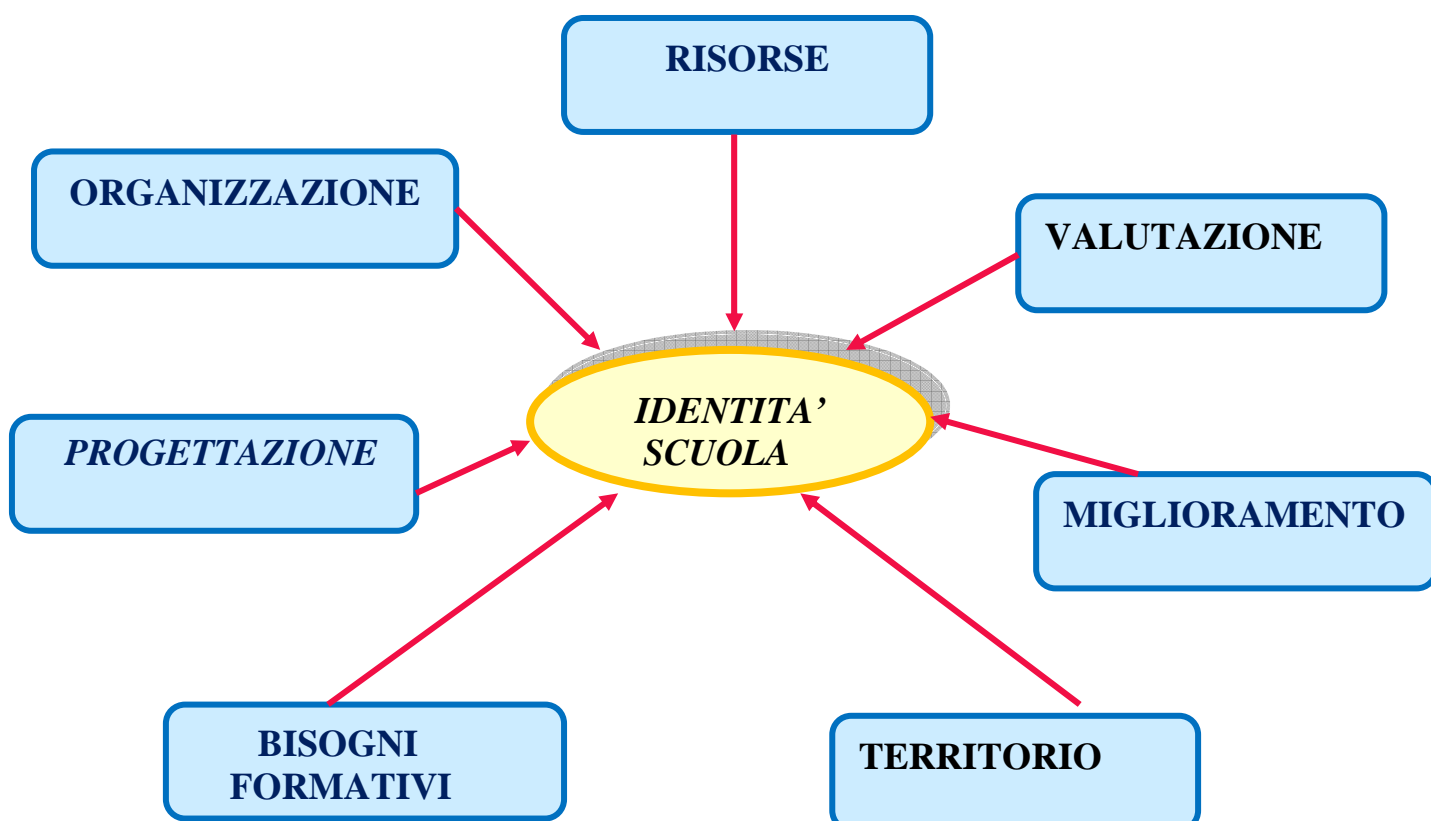 RISORSE
ORGANIZZAZIONE
VALUTAZIONE
IDENTITA’
SCUOLA
PROGETTAZIONE
MIGLIORAMENTO
BISOGNI
FORMATIVI
TERRITORIO